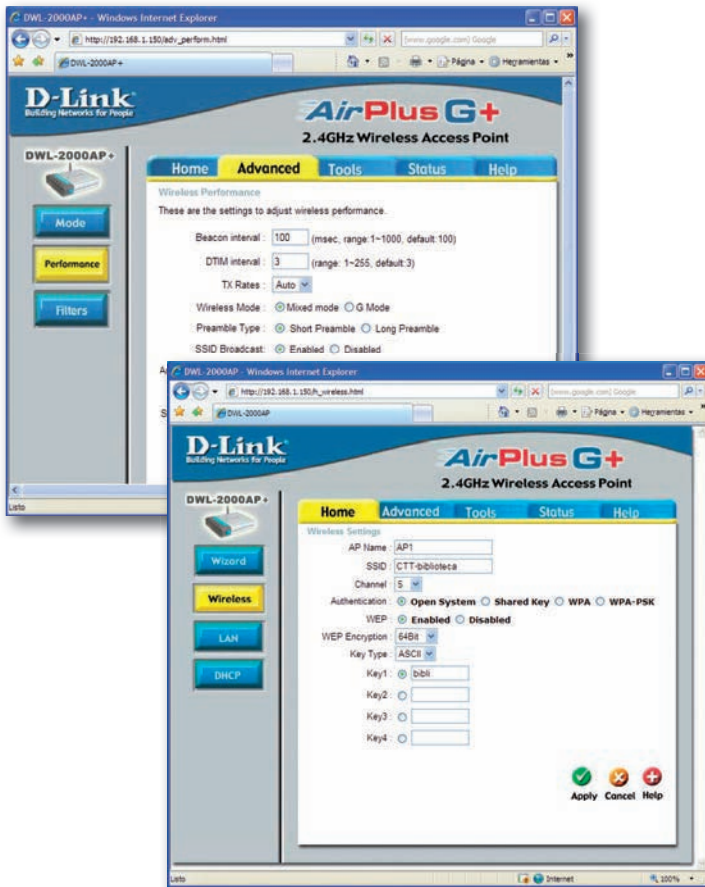 DWL-2000AP+ - Windows Internet Explorer
http://192.168.1.150/adv_perform.html
[www.google.com] Google
DWL-2000AP+
Página
Herramientas
D-Link
Building Networks for People
AirPlus G+
2.4GHz Wireless Access Point
DWL-2000AP+
Home Advanced Tools Status Help
Mode
Performance
Filters
Wireless Performance
These are the settings to adjust wireless performance.
Beacon interval : 100 (msec, range:1~1000, default:100)
DTIM interval : 3 (range: 1~255, default:3)
TX Rates : Auto
Wireless Mode : Mixed mode G Mode
Preamble Type : Short Preamble Long Preamble
SSID Broadcast: Enabled Disabled
Listo
DWL-2000AP - Windows Internet Explorer
http://192.168.1.150/h_wireless.html
[www.google.com] Google
DWL-2000AP
Página
Herramientas
D-Link
Building Networks for People
AirPlus G+
2.4GHz Wireless Access Point
DWL-2000AP+
Home Advanced Tools Status Help
Wizard
Wireless
LAN
DHCP
Wireless Settings
AP Name : AP1
SSID : CTT-biblioteca
Channel : 5
Authentication : Open System Shared Key WPA WPA-PSK
WEP : Enabled Disabled
WEP Encryption : 64Bit
Key Type : ASCII
Key1 : bibli
Key2 :
Key3 :
Key4 :
Apply Cancel Help
Listo
Internet
100%